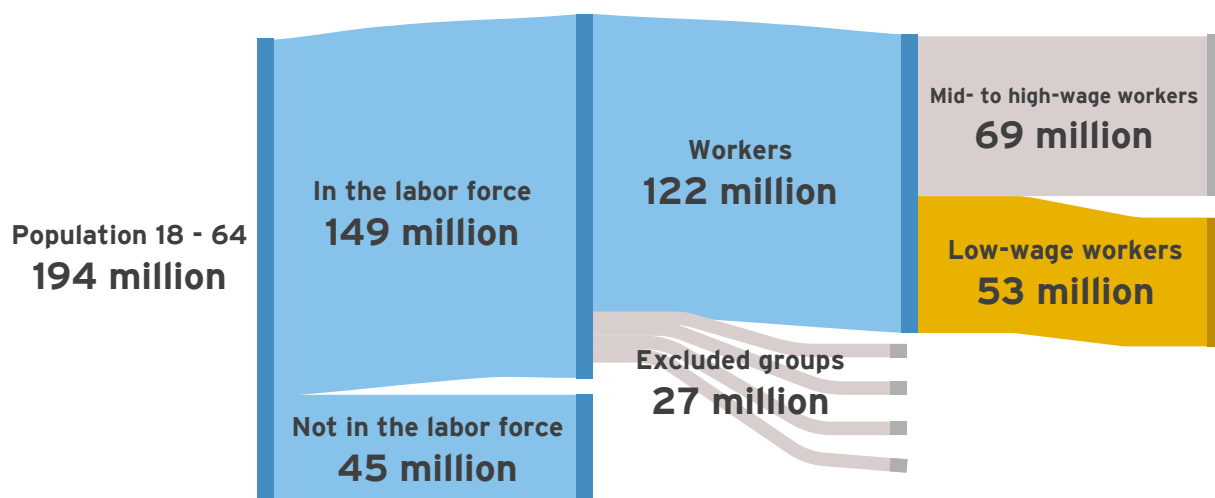 Population 18 - 64
194 million
In the labor force
149 million
Not in the labor force
45 million
Workers
122 million
Excluded groups
27 million
Mid- to high-wage workers
69 million
Low-wage workers
53 million